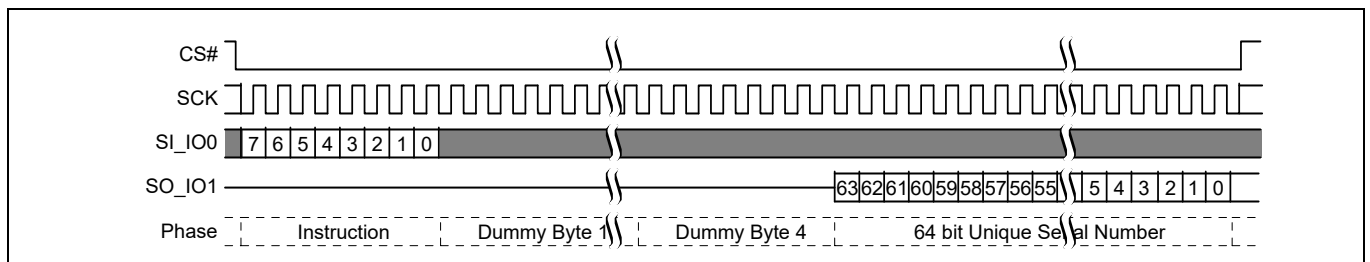 CS#
SCK
SI_IO0 7 6 5 4 3 2 1 0
SO_IO1 63 62 61 60 59 58 57 56 55 5 4 3 2 1 0
Phase Instruction Dummy Byte 1 Dummy Byte 4 64 bit Unique Serial Number